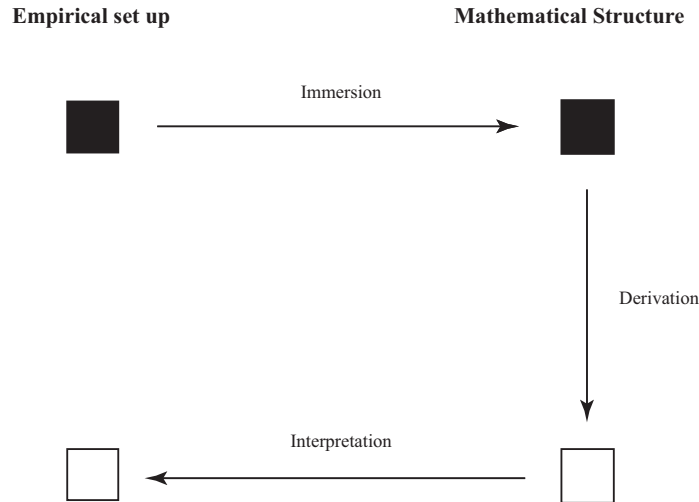 Empirical set up
Mathematical Structure
Immersion
Derivation
Interpretation